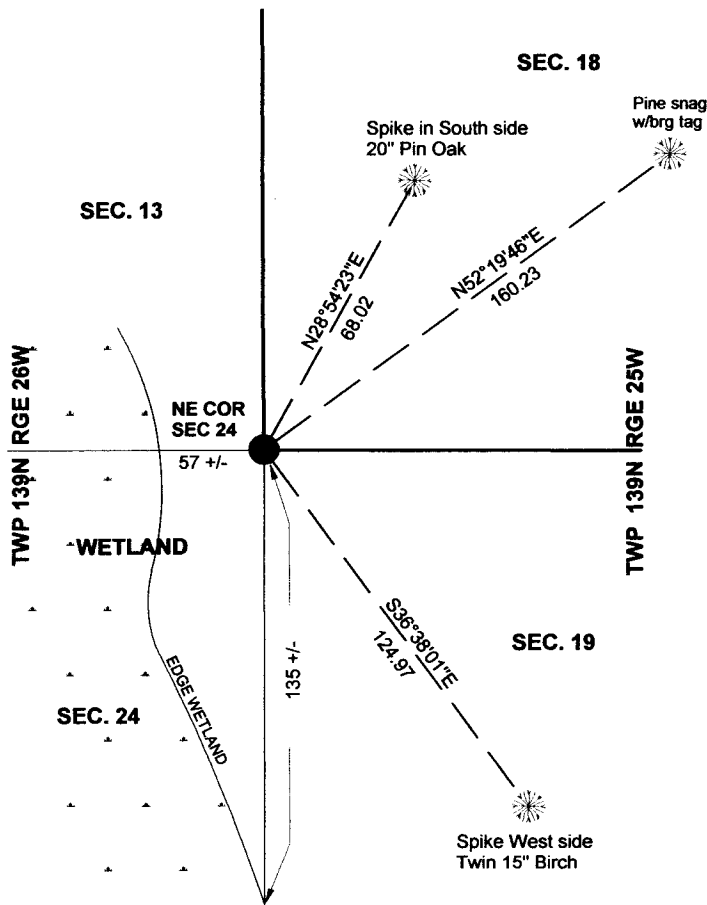 SEC. 18
Pine snag
w/brg tag
Spike in South side
20" Pin Oak
SEC. 13
N28°54'23"E
68.02
N52°19'46"E
160.23
TWP 139N RGE 26W
NE COR
SEC 24
57 +/-
TWP 139N RGE 25W
WETLAND
S36°38'01"E
124.97
135 +/-
SEC. 19
EDGE WETLAND
SEC. 24
Spike West side
Twin 15" Birch